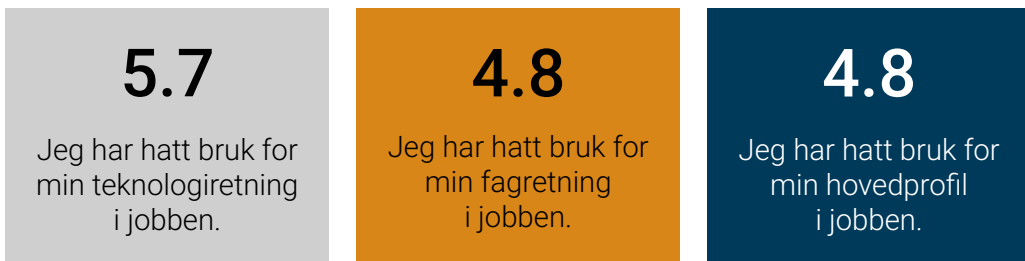 5.7
Jeg har hatt bruk for
min teknologiretning
i jobben.
4.8
Jeg har hatt bruk for
min fagretning
i jobben.
4.8
Jeg har hatt bruk for
min hovedprofil
i jobben.